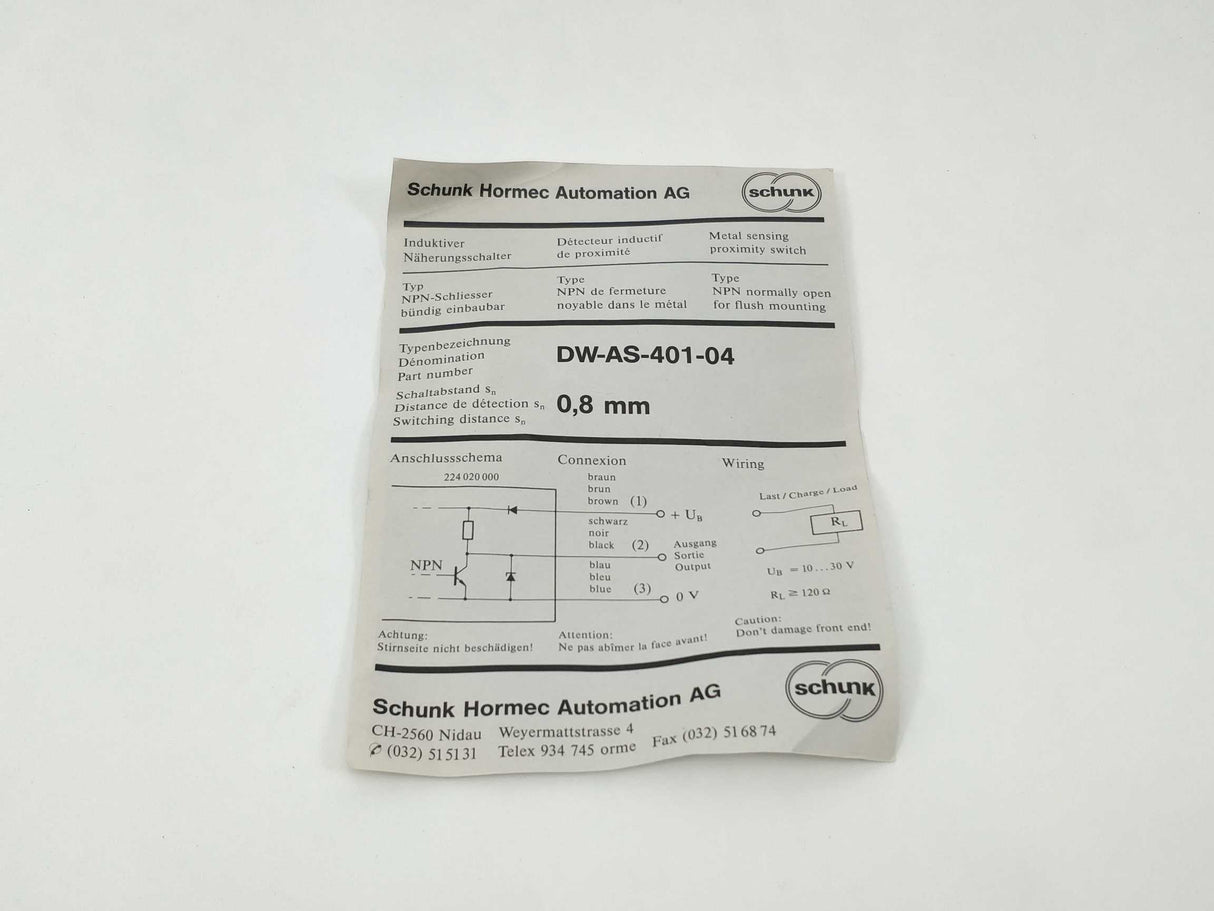 Schunk Hormec Automation AG
schunk
Induktiver
Näherungsschalter
Détecteur inductif
de proximité
Metal sensing
proximity switch
Typ
NPN-Schliesser
bündig einbaubar
Type
NPN de fermeture
noyable dans le métal
Type
NPN normally open
for flush mounting
Typenbezeichnung
Dénomination
Part number
DW-AS-401-04
Schaltabstand sn
Distance de détection sn
Switching distance sn
0,8 mm
Anschlussschema
224 020 000
Connexion
Wiring
braun
brun
brown (1)
+ UB
schwarz
noir
black (2)
Ausgang
Sortie
Output
blau
bleu
blue (3)
0 V
NPN
Last / Charge / Load
RL
UB = 10...30 V
RL ≥ 120 Ω
Achtung:
Stirnseite nicht beschädigen!
Attention:
Ne pas abîmer la face avant!
Caution:
Don't damage front end!
Schunk Hormec Automation AG
schunk
CH-2560 Nidau Weyermattstrasse 4
✆ (032) 51 51 31 Telex 934 745 orme Fax (032) 51 68 74